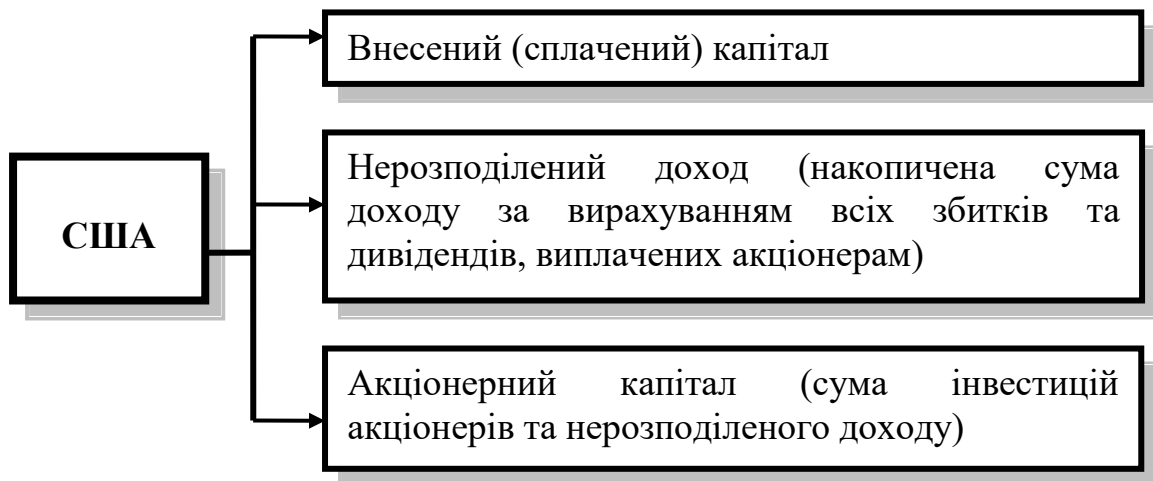 Внесений (сплачений) капітал
Нерозподілений доход (накопичена сума
доходу за вирахуванням всіх збитків та
дивідендів, виплачених акціонерам)
США
Акціонерний капітал (сума інвестицій
акціонерів та нерозподіленого доходу)